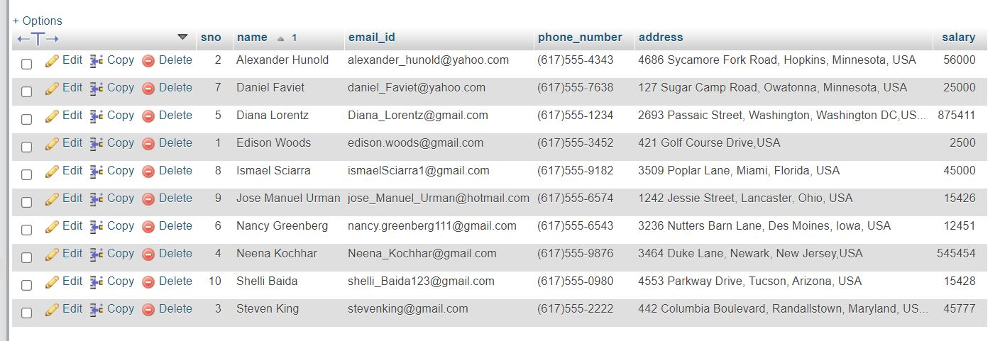 + Options
←T→ sno name 1 email_id phone_number address salary
Edit Copy Delete 2 Alexander Hunold alexander_hunold@yahoo.com (617)555-4343 4686 Sycamore Fork Road, Hopkins, Minnesota, USA 56000
Edit Copy Delete 7 Daniel Faviet daniel_Faviet@yahoo.com (617)555-7638 127 Sugar Camp Road, Owatonna, Minnesota, USA 25000
Edit Copy Delete 5 Diana Lorentz Diana_Lorentz@gmail.com (617)555-1234 2693 Passaic Street, Washington, Washington DC,US... 875411
Edit Copy Delete 1 Edison Woods edison.woods@gmail.com (617)555-3452 421 Golf Course Drive,USA 2500
Edit Copy Delete 8 Ismael Sciarra ismaelSciarra1@gmail.com (617)555-9182 3509 Poplar Lane, Miami, Florida, USA 45000
Edit Copy Delete 9 Jose Manuel Urman jose_Manuel_Urman@hotmail.com (617)555-6574 1242 Jessie Street, Lancaster, Ohio, USA 15426
Edit Copy Delete 6 Nancy Greenberg nancy.greenberg111@gmail.com (617)555-6543 3236 Nutters Barn Lane, Des Moines, Iowa, USA 12451
Edit Copy Delete 4 Neena Kochhar Neena_Kochhar@gmail.com (617)555-9876 3464 Duke Lane, Newark, New Jersey,USA 545454
Edit Copy Delete 10 Shelli Baida shelli_Baida123@gmail.com (617)555-0980 4553 Parkway Drive, Tucson, Arizona, USA 15428
Edit Copy Delete 3 Steven King stevenking@gmail.com (617)555-2222 442 Columbia Boulevard, Randallstown, Maryland, US... 45777